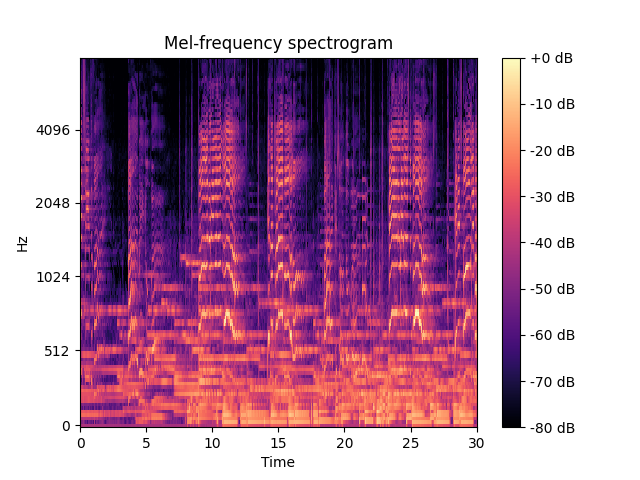 Mel-frequency spectrogram
+0 dB
-10 dB
-20 dB
-30 dB
-40 dB
-50 dB
-60 dB
-70 dB
-80 dB
4096
2048
1024
512
0
Hz
0 5 10 15 20 25 30
Time